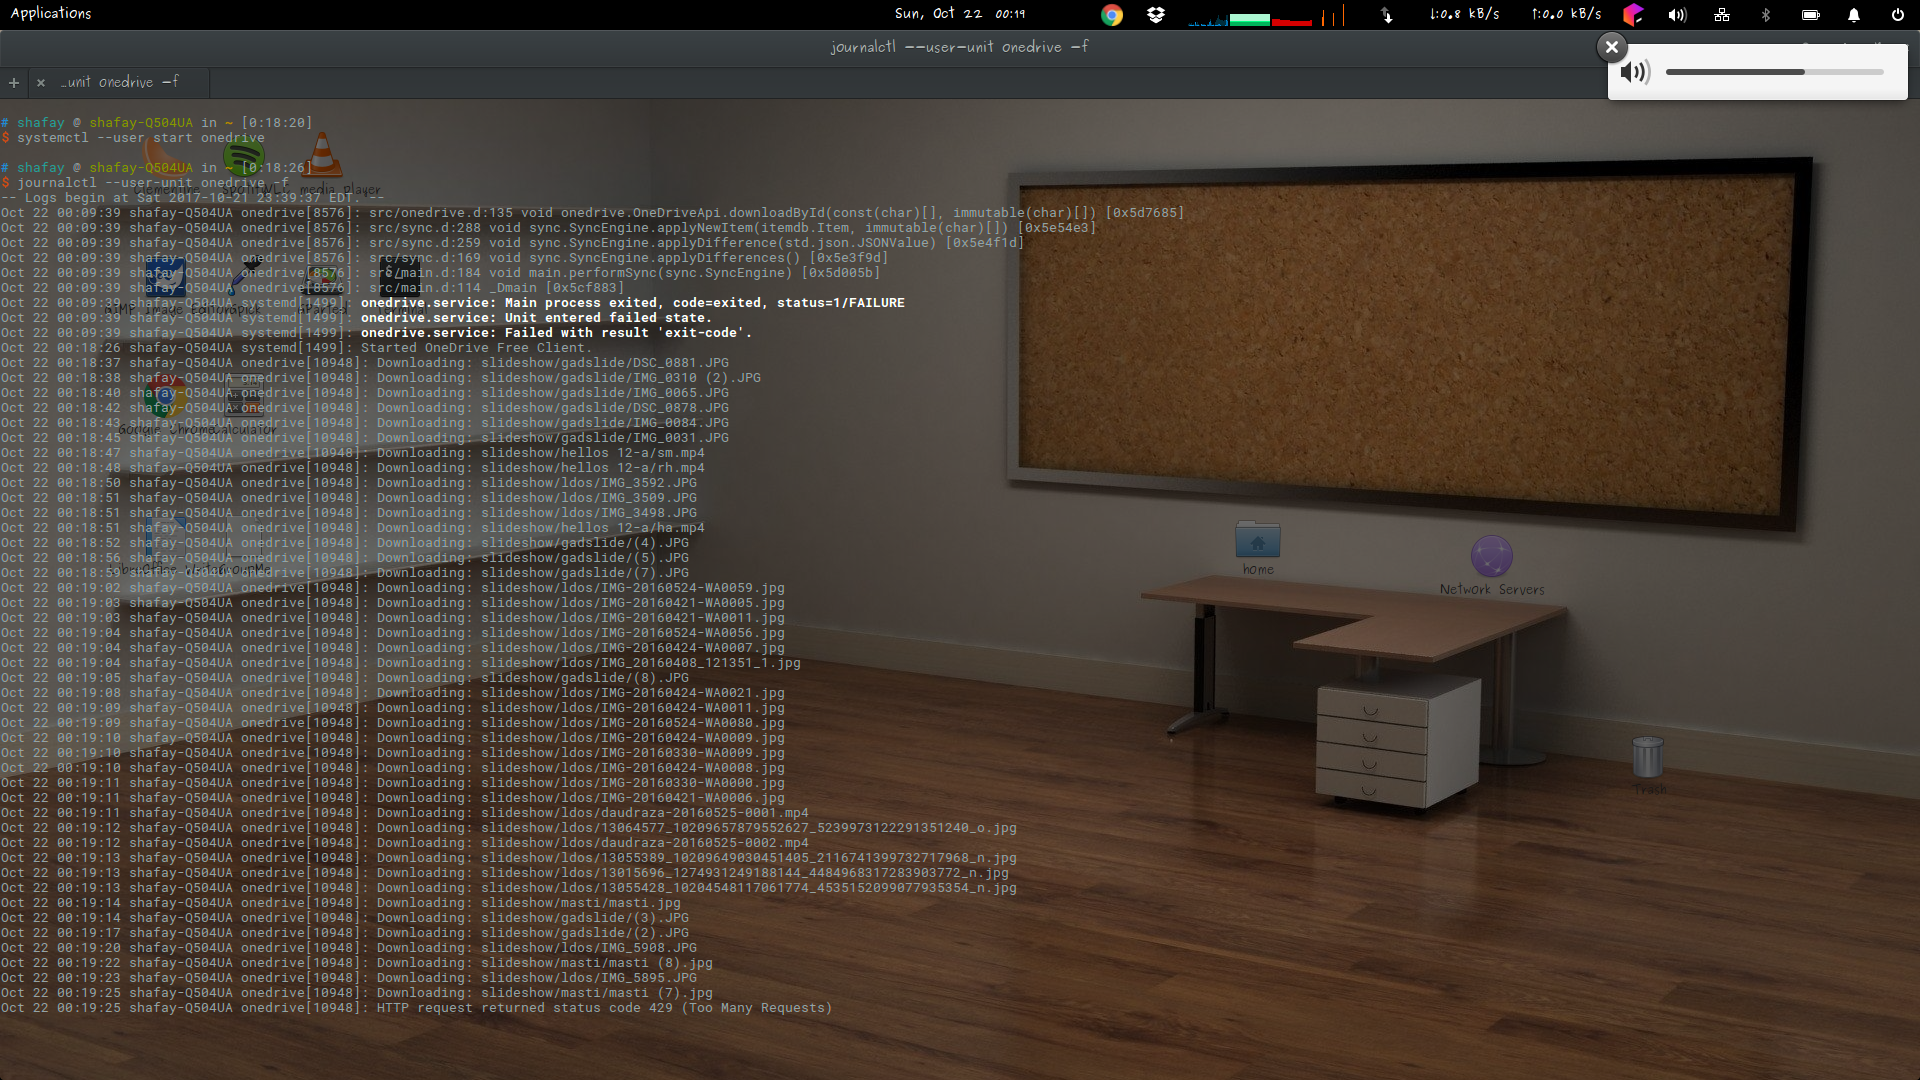 Applications
Sun, Oct 22 00:19
↓:0.8 kB/s ↑:0.0 kB/s
journalctl --user-unit onedrive -f
+ × …unit onedrive -f
# shafay @ shafay-Q504UA in ~ [0:18:20]
$ systemctl --user start onedrive
# shafay @ shafay-Q504UA in ~ [0:18:26]
$ journalctl --user-unit onedrive -f
-- Logs begin at Sat 2017-10-21 23:39:37 EDT. --
Oct 22 00:09:39 shafay-Q504UA onedrive[8576]: src/onedrive.d:135 void onedrive.OneDriveApi.downloadById(const(char)[], immutable(char)[]) [0x5d7685]
Oct 22 00:09:39 shafay-Q504UA onedrive[8576]: src/sync.d:288 void sync.SyncEngine.applyNewItem(itemdb.Item, immutable(char)[]) [0x5e54e3]
Oct 22 00:09:39 shafay-Q504UA onedrive[8576]: src/sync.d:259 void sync.SyncEngine.applyDifference(std.json.JSONValue) [0x5e4f1d]
Oct 22 00:09:39 shafay-Q504UA onedrive[8576]: src/sync.d:169 void sync.SyncEngine.applyDifferences() [0x5e3f9d]
Oct 22 00:09:39 shafay-Q504UA onedrive[8576]: src/main.d:184 void main.performSync(sync.SyncEngine) [0x5d005b]
Oct 22 00:09:39 shafay-Q504UA onedrive[8576]: src/main.d:114 _Dmain [0x5cf883]
Oct 22 00:09:39 shafay-Q504UA systemd[1499]: onedrive.service: Main process exited, code=exited, status=1/FAILURE
Oct 22 00:09:39 shafay-Q504UA systemd[1499]: onedrive.service: Unit entered failed state.
Oct 22 00:09:39 shafay-Q504UA systemd[1499]: onedrive.service: Failed with result 'exit-code'.
Oct 22 00:18:26 shafay-Q504UA systemd[1499]: Started OneDrive Free Client.
Oct 22 00:18:37 shafay-Q504UA onedrive[10948]: Downloading: slideshow/gadslide/DSC_0881.JPG
Oct 22 00:18:38 shafay-Q504UA onedrive[10948]: Downloading: slideshow/gadslide/IMG_0310 (2).JPG
Oct 22 00:18:40 shafay-Q504UA onedrive[10948]: Downloading: slideshow/gadslide/IMG_0065.JPG
Oct 22 00:18:42 shafay-Q504UA onedrive[10948]: Downloading: slideshow/gadslide/DSC_0878.JPG
Oct 22 00:18:43 shafay-Q504UA onedrive[10948]: Downloading: slideshow/gadslide/IMG_0084.JPG
Oct 22 00:18:45 shafay-Q504UA onedrive[10948]: Downloading: slideshow/gadslide/IMG_0031.JPG
Oct 22 00:18:47 shafay-Q504UA onedrive[10948]: Downloading: slideshow/hellos 12-a/sm.mp4
Oct 22 00:18:48 shafay-Q504UA onedrive[10948]: Downloading: slideshow/hellos 12-a/rh.mp4
Oct 22 00:18:50 shafay-Q504UA onedrive[10948]: Downloading: slideshow/ldos/IMG_3592.JPG
Oct 22 00:18:51 shafay-Q504UA onedrive[10948]: Downloading: slideshow/ldos/IMG_3509.JPG
Oct 22 00:18:51 shafay-Q504UA onedrive[10948]: Downloading: slideshow/ldos/IMG_3498.JPG
Oct 22 00:18:51 shafay-Q504UA onedrive[10948]: Downloading: slideshow/hellos 12-a/ha.mp4
Oct 22 00:18:52 shafay-Q504UA onedrive[10948]: Downloading: slideshow/gadslide/(4).JPG
Oct 22 00:18:56 shafay-Q504UA onedrive[10948]: Downloading: slideshow/gadslide/(5).JPG
Oct 22 00:18:59 shafay-Q504UA onedrive[10948]: Downloading: slideshow/gadslide/(7).JPG
Oct 22 00:19:02 shafay-Q504UA onedrive[10948]: Downloading: slideshow/ldos/IMG-20160524-WA0059.jpg
Oct 22 00:19:03 shafay-Q504UA onedrive[10948]: Downloading: slideshow/ldos/IMG-20160421-WA0005.jpg
Oct 22 00:19:03 shafay-Q504UA onedrive[10948]: Downloading: slideshow/ldos/IMG-20160421-WA0011.jpg
Oct 22 00:19:04 shafay-Q504UA onedrive[10948]: Downloading: slideshow/ldos/IMG-20160524-WA0056.jpg
Oct 22 00:19:04 shafay-Q504UA onedrive[10948]: Downloading: slideshow/ldos/IMG-20160424-WA0007.jpg
Oct 22 00:19:04 shafay-Q504UA onedrive[10948]: Downloading: slideshow/ldos/IMG_20160408_121351_1.jpg
Oct 22 00:19:05 shafay-Q504UA onedrive[10948]: Downloading: slideshow/gadslide/(8).JPG
Oct 22 00:19:08 shafay-Q504UA onedrive[10948]: Downloading: slideshow/ldos/IMG-20160424-WA0021.jpg
Oct 22 00:19:09 shafay-Q504UA onedrive[10948]: Downloading: slideshow/ldos/IMG-20160424-WA0011.jpg
Oct 22 00:19:09 shafay-Q504UA onedrive[10948]: Downloading: slideshow/ldos/IMG-20160524-WA0080.jpg
Oct 22 00:19:10 shafay-Q504UA onedrive[10948]: Downloading: slideshow/ldos/IMG-20160424-WA0009.jpg
Oct 22 00:19:10 shafay-Q504UA onedrive[10948]: Downloading: slideshow/ldos/IMG-20160330-WA0009.jpg
Oct 22 00:19:10 shafay-Q504UA onedrive[10948]: Downloading: slideshow/ldos/IMG-20160424-WA0008.jpg
Oct 22 00:19:11 shafay-Q504UA onedrive[10948]: Downloading: slideshow/ldos/IMG-20160330-WA0000.jpg
Oct 22 00:19:11 shafay-Q504UA onedrive[10948]: Downloading: slideshow/ldos/IMG-20160421-WA0006.jpg
Oct 22 00:19:11 shafay-Q504UA onedrive[10948]: Downloading: slideshow/ldos/daudraza-20160525-0001.mp4
Oct 22 00:19:12 shafay-Q504UA onedrive[10948]: Downloading: slideshow/ldos/13064577_10209657879552627_5239973122291351240_o.jpg
Oct 22 00:19:12 shafay-Q504UA onedrive[10948]: Downloading: slideshow/ldos/daudraza-20160525-0002.mp4
Oct 22 00:19:13 shafay-Q504UA onedrive[10948]: Downloading: slideshow/ldos/13055389_10209649030451405_2116741399732717968_n.jpg
Oct 22 00:19:13 shafay-Q504UA onedrive[10948]: Downloading: slideshow/ldos/13015696_1274931249188144_4484968317283903772_n.jpg
Oct 22 00:19:13 shafay-Q504UA onedrive[10948]: Downloading: slideshow/ldos/13055428_10204548117061774_4535152099077935354_n.jpg
Oct 22 00:19:14 shafay-Q504UA onedrive[10948]: Downloading: slideshow/masti/masti.jpg
Oct 22 00:19:14 shafay-Q504UA onedrive[10948]: Downloading: slideshow/gadslide/(3).JPG
Oct 22 00:19:17 shafay-Q504UA onedrive[10948]: Downloading: slideshow/gadslide/(2).JPG
Oct 22 00:19:20 shafay-Q504UA onedrive[10948]: Downloading: slideshow/ldos/IMG_5908.JPG
Oct 22 00:19:22 shafay-Q504UA onedrive[10948]: Downloading: slideshow/masti/masti (8).jpg
Oct 22 00:19:23 shafay-Q504UA onedrive[10948]: Downloading: slideshow/ldos/IMG_5895.JPG
Oct 22 00:19:25 shafay-Q504UA onedrive[10948]: Downloading: slideshow/masti/masti (7).jpg
Oct 22 00:19:25 shafay-Q504UA onedrive[10948]: HTTP request returned status code 429 (Too Many Requests)
media player
Google Chrome
Calculator
home
Network Servers
Trash